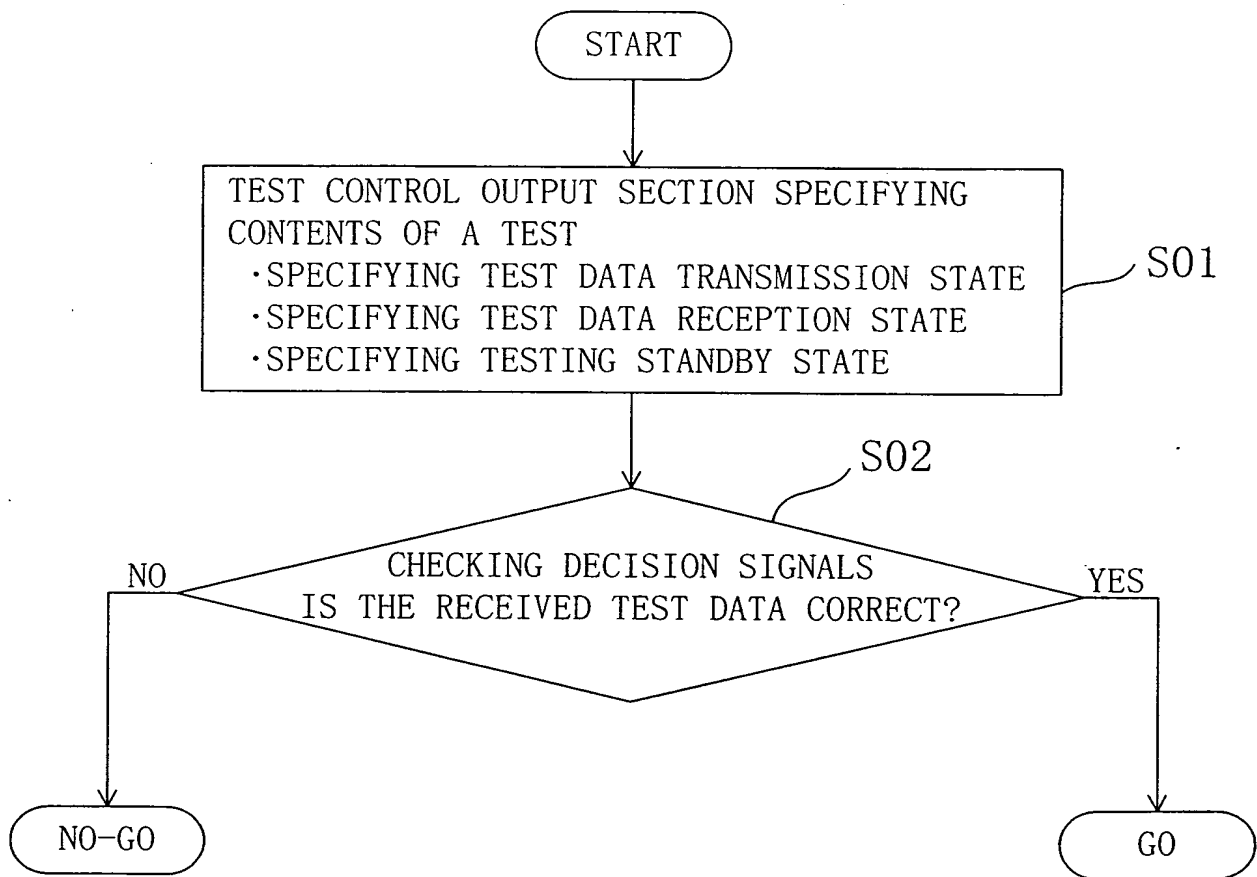 START
TEST CONTROL OUTPUT SECTION SPECIFYING
CONTENTS OF A TEST
·SPECIFYING TEST DATA TRANSMISSION STATE
·SPECIFYING TEST DATA RECEPTION STATE
·SPECIFYING TESTING STANDBY STATE
S01
S02
CHECKING DECISION SIGNALS
IS THE RECEIVED TEST DATA CORRECT?
NO
YES
NO-GO
GO